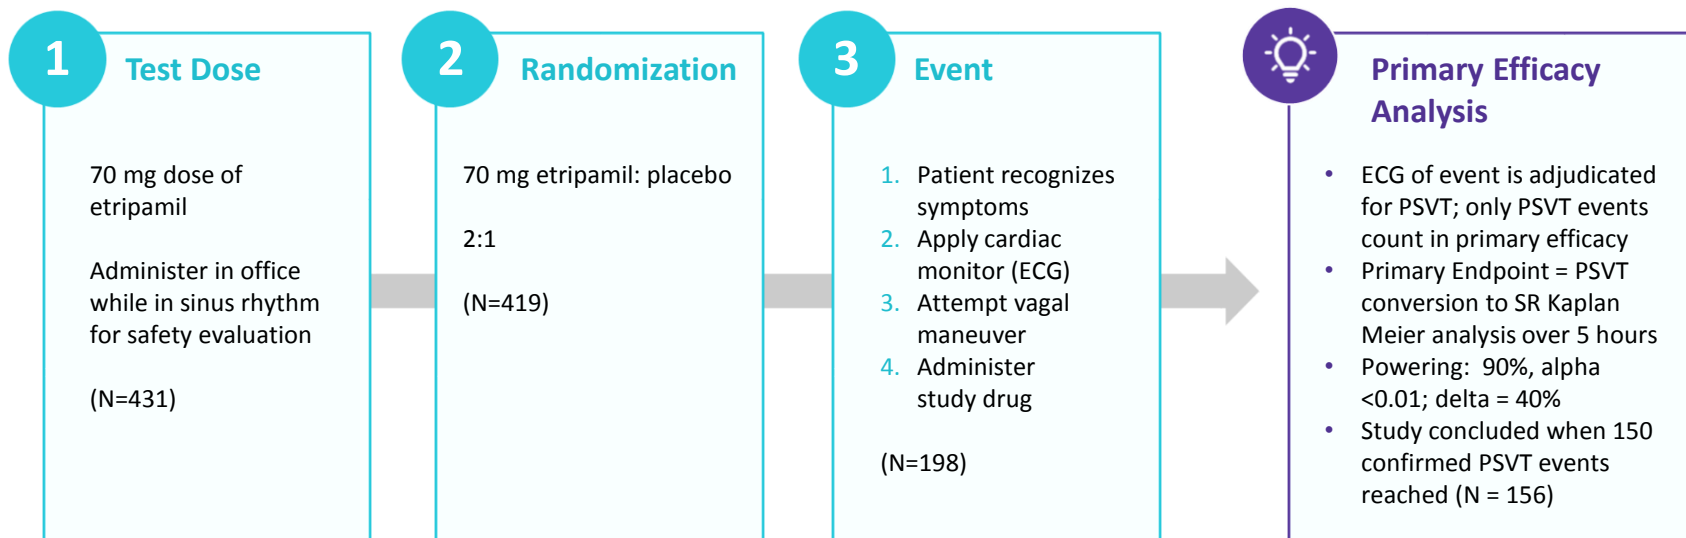 1
Test Dose
70 mg dose of
etripamil
Administer in office
while in sinus rhythm
for safety evaluation
(N=431)
2
Randomization
70 mg etripamil: placebo
2:1
(N=419)
3
Event
1. Patient recognizes
symptoms
2. Apply cardiac
monitor (ECG)
3. Attempt vagal
maneuver
4. Administer
study drug
(N=198)
Primary Efficacy
Analysis
• ECG of event is adjudicated
for PSVT; only PSVT events
count in primary efficacy
• Primary Endpoint = PSVT
conversion to SR Kaplan
Meier analysis over 5 hours
• Powering: 90%, alpha
<0.01; delta = 40%
• Study concluded when 150
confirmed PSVT events
reached (N = 156)